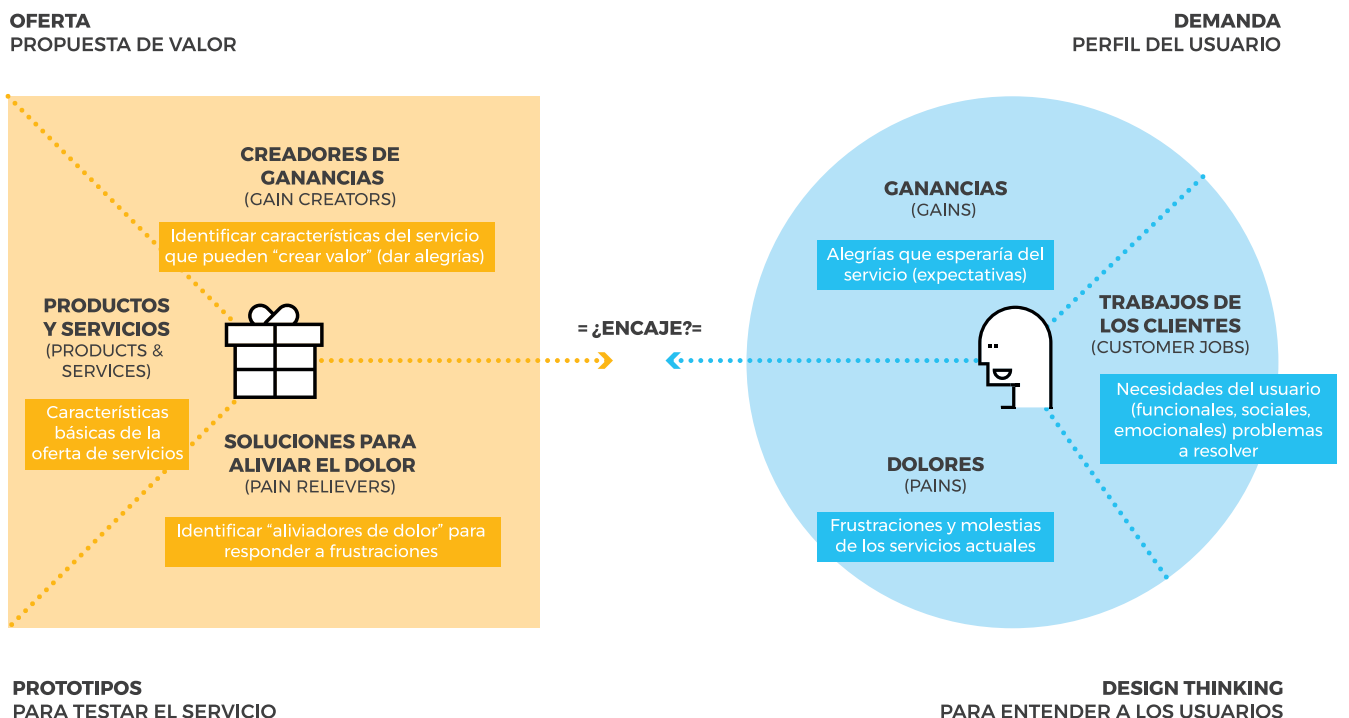 OFERTA
PROPUESTA DE VALOR
DEMANDA
PERFIL DEL USUARIO
CREADORES DE
GANANCIAS
(GAIN CREATORS)
Identificar características del servicio
que pueden “crear valor” (dar alegrías)
PRODUCTOS
Y SERVICIOS
(PRODUCTS &
SERVICES)
Características
básicas de la
oferta de servicios
SOLUCIONES PARA
ALIVIAR EL DOLOR
(PAIN RELIEVERS)
Identificar “aliviadores de dolor” para
responder a frustraciones
= ¿ENCAJE?=
GANANCIAS
(GAINS)
Alegrías que esperaría del
servicio (expectativas)
TRABAJOS DE
LOS CLIENTES
(CUSTOMER JOBS)
Necesidades del usuario
(funcionales, sociales,
emocionales) problemas
a resolver
DOLORES
(PAINS)
Frustraciones y molestias
de los servicios actuales
PROTOTIPOS
PARA TESTAR EL SERVICIO
DESIGN THINKING
PARA ENTENDER A LOS USUARIOS